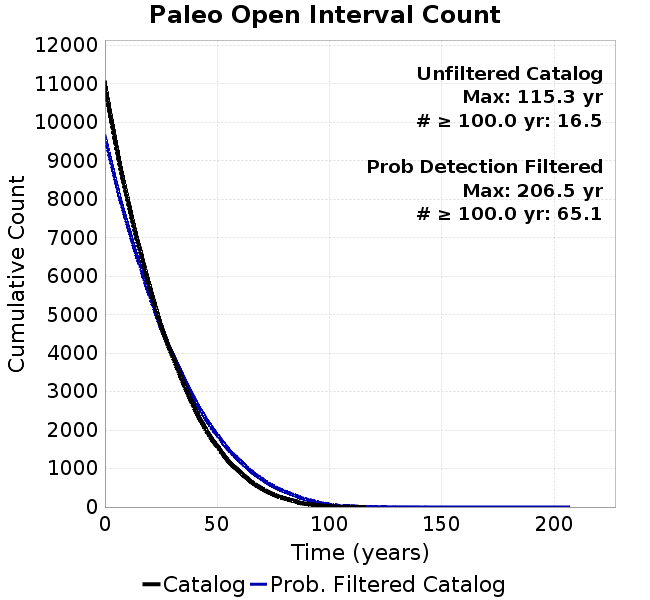 Paleo Open Interval Count
12000
11000
10000
9000
8000
7000
6000
5000
4000
3000
2000
1000
0
Cumulative Count
Unfiltered Catalog
Max: 115.3 yr
# ≥ 100.0 yr: 16.5
Prob Detection Filtered
Max: 206.5 yr
# ≥ 100.0 yr: 65.1
0 50 100 150 200
Time (years)
Catalog Prob. Filtered Catalog